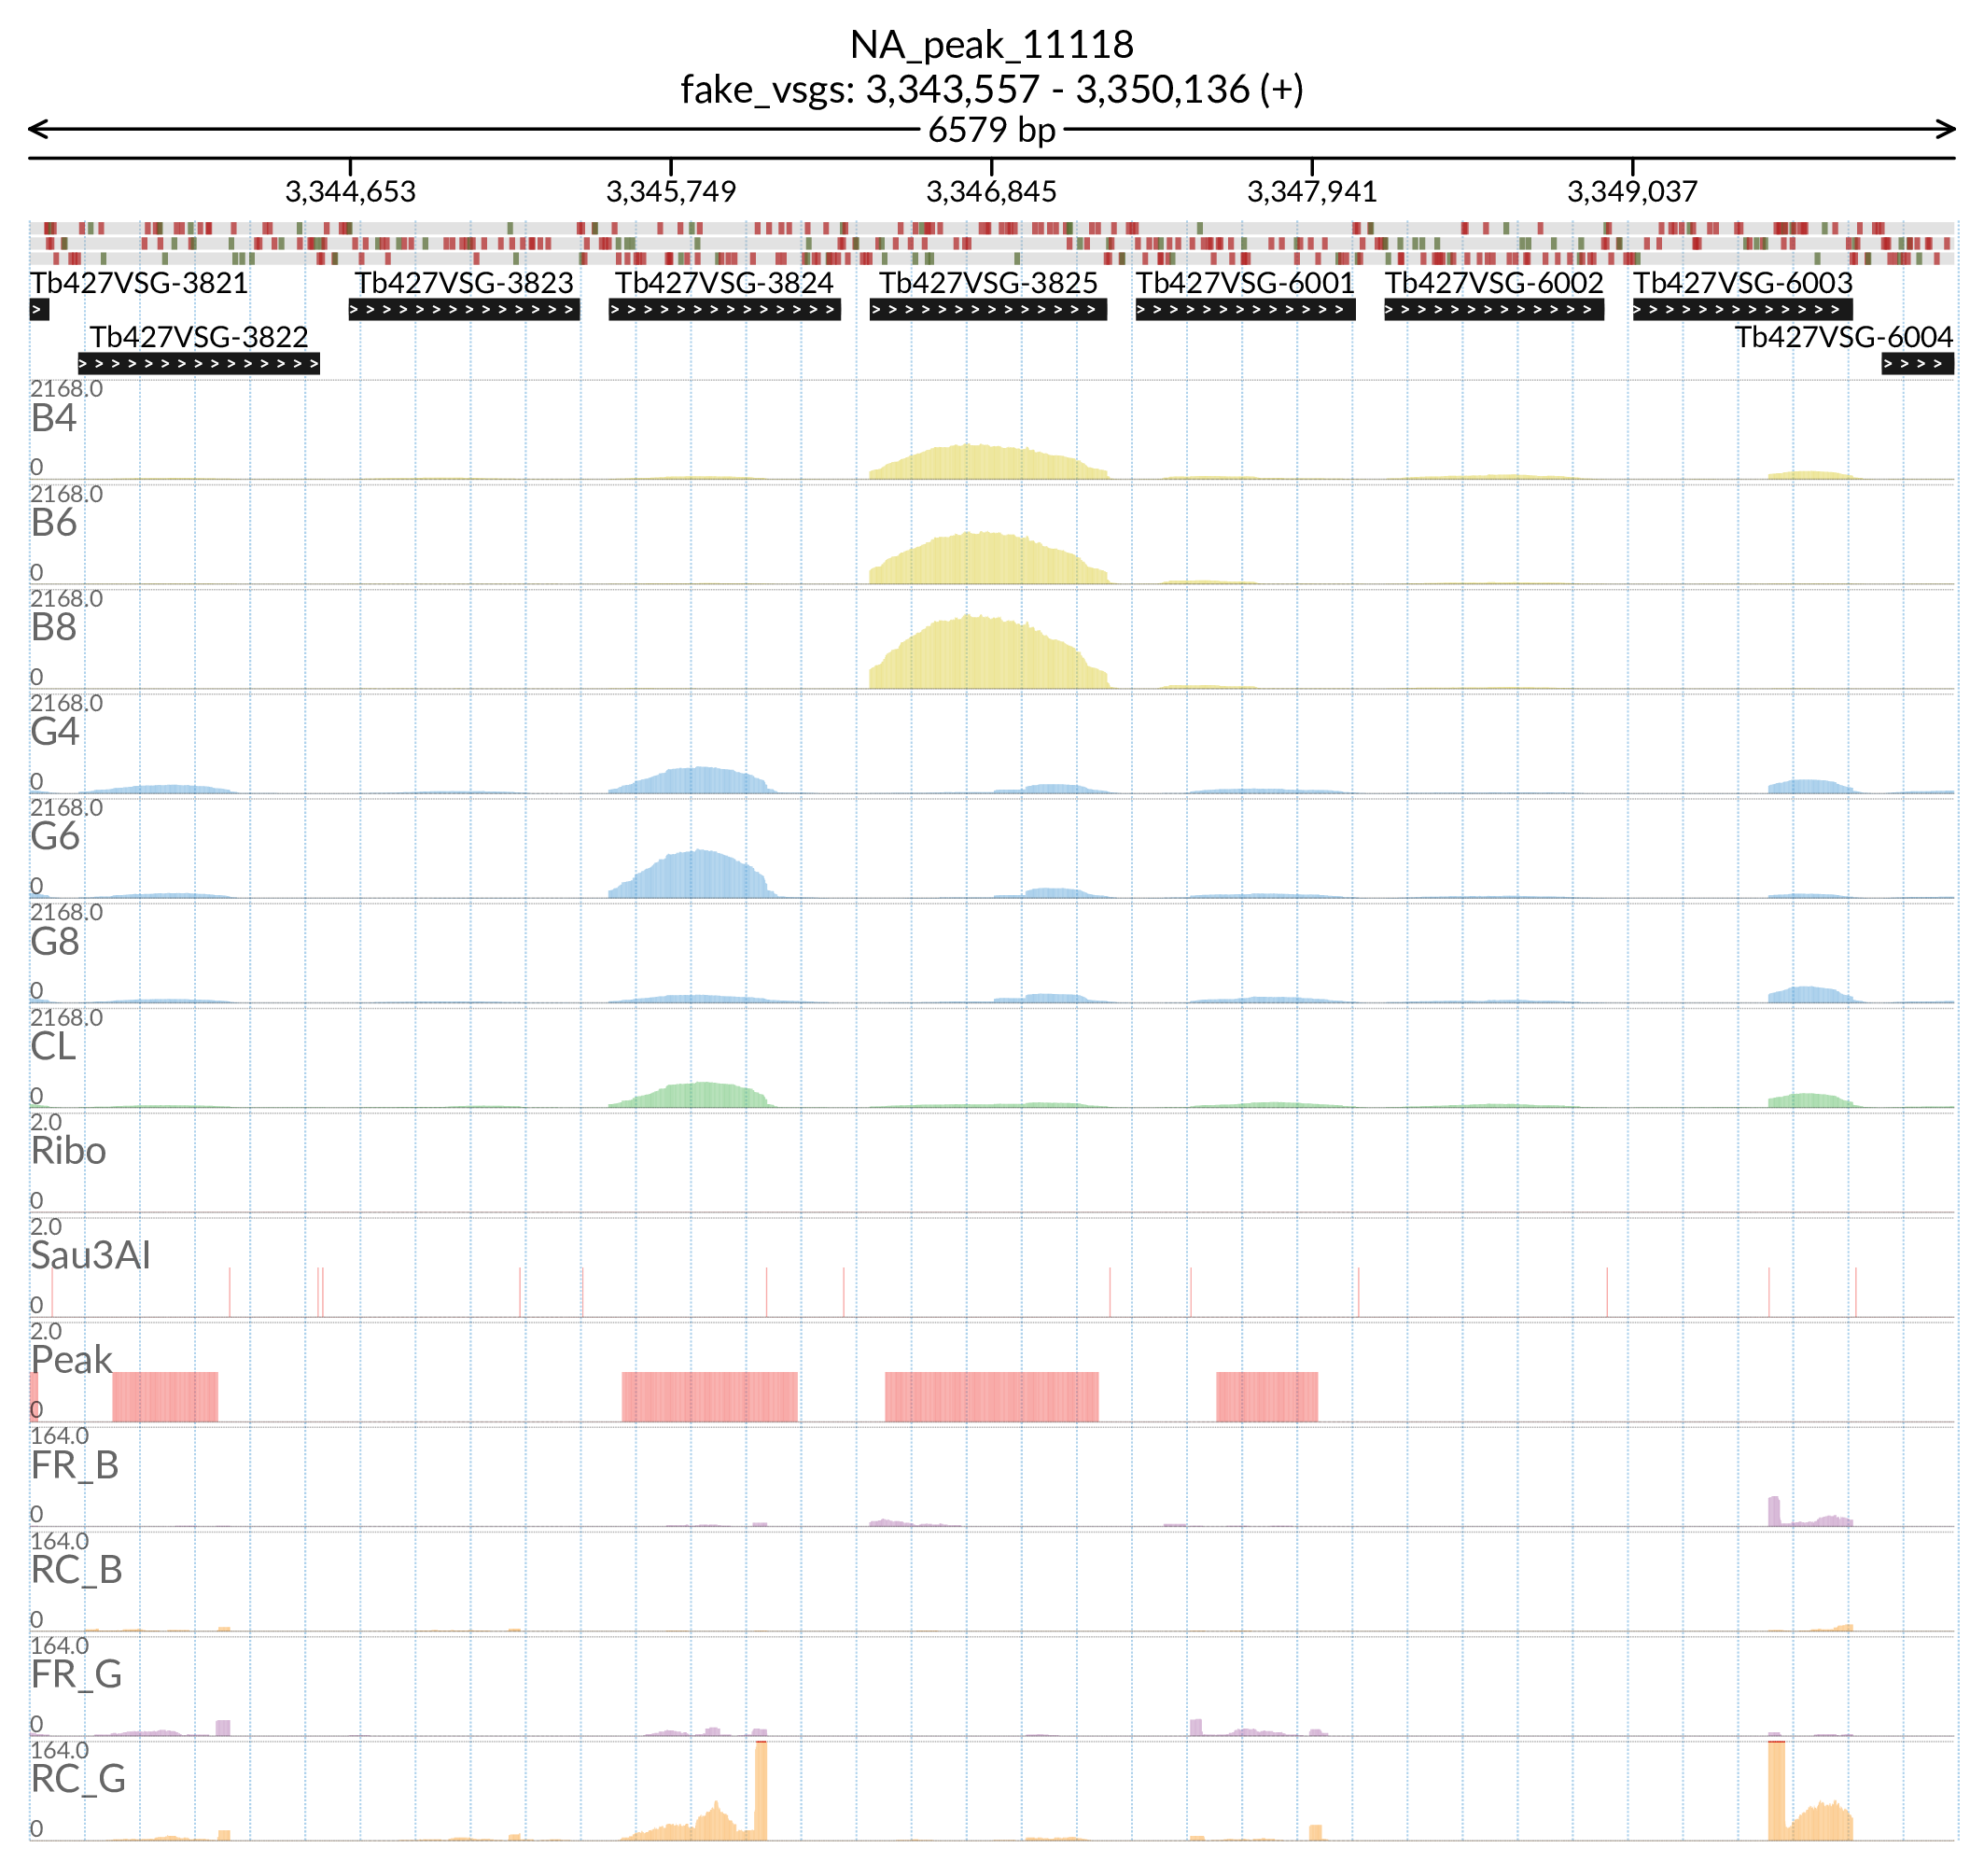 NA_peak_11118
fake_vsgs: 3,343,557 - 3,350,136 (+)
6579 bp
3,344,653 3,345,749 3,346,845 3,347,941 3,349,037
Tb427VSG-3821 Tb427VSG-3823 Tb427VSG-3824 Tb427VSG-3825 Tb427VSG-6001 Tb427VSG-6002 Tb427VSG-6003
Tb427VSG-3822 Tb427VSG-6004
2168.0
B4
0
2168.0
B6
0
2168.0
B8
0
2168.0
G4
0
2168.0
G6
0
2168.0
G8
0
2168.0
CL
0
2.0
Ribo
0
2.0
Sau3AI
0
2.0
Peak
0
164.0
FR_B
0
164.0
RC_B
0
164.0
FR_G
0
164.0
RC_G
0